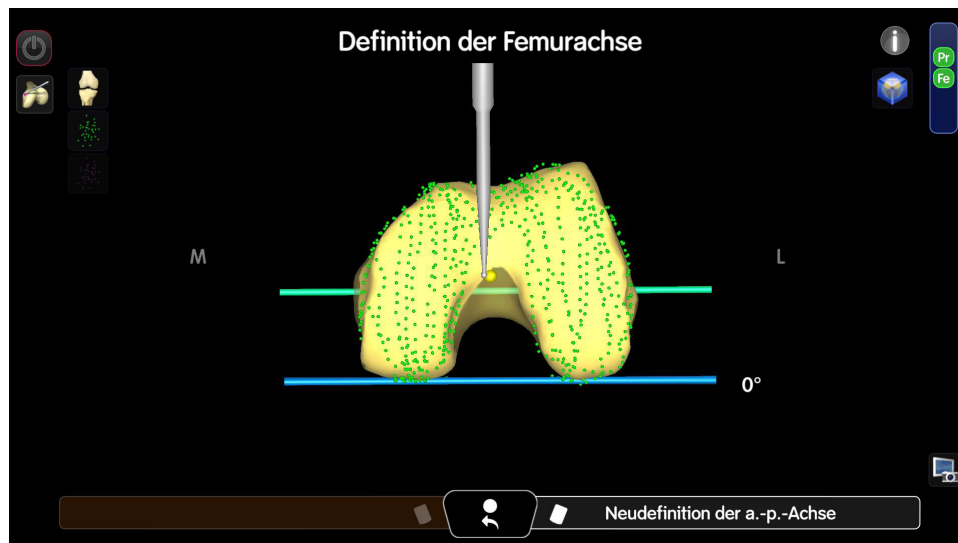 Definition der Femurachse
i
Pr
Fe
M
L
0°
Neudefinition der a.-p.-Achse